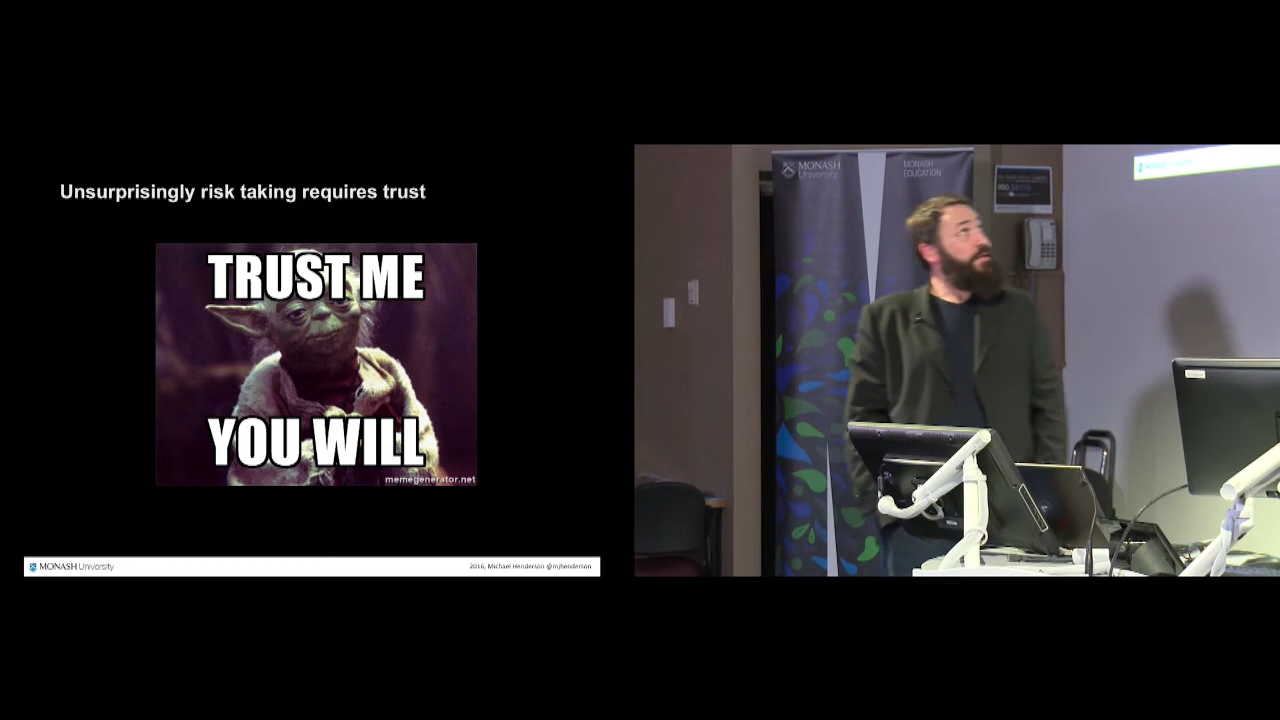 Unsurprisingly risk taking requires trust
TRUST ME
YOU WILL
memegenerator.net
MONASH University
2016, Michael Henderson @mjhenderson
MONASH
University
MONASH
EDUCATION